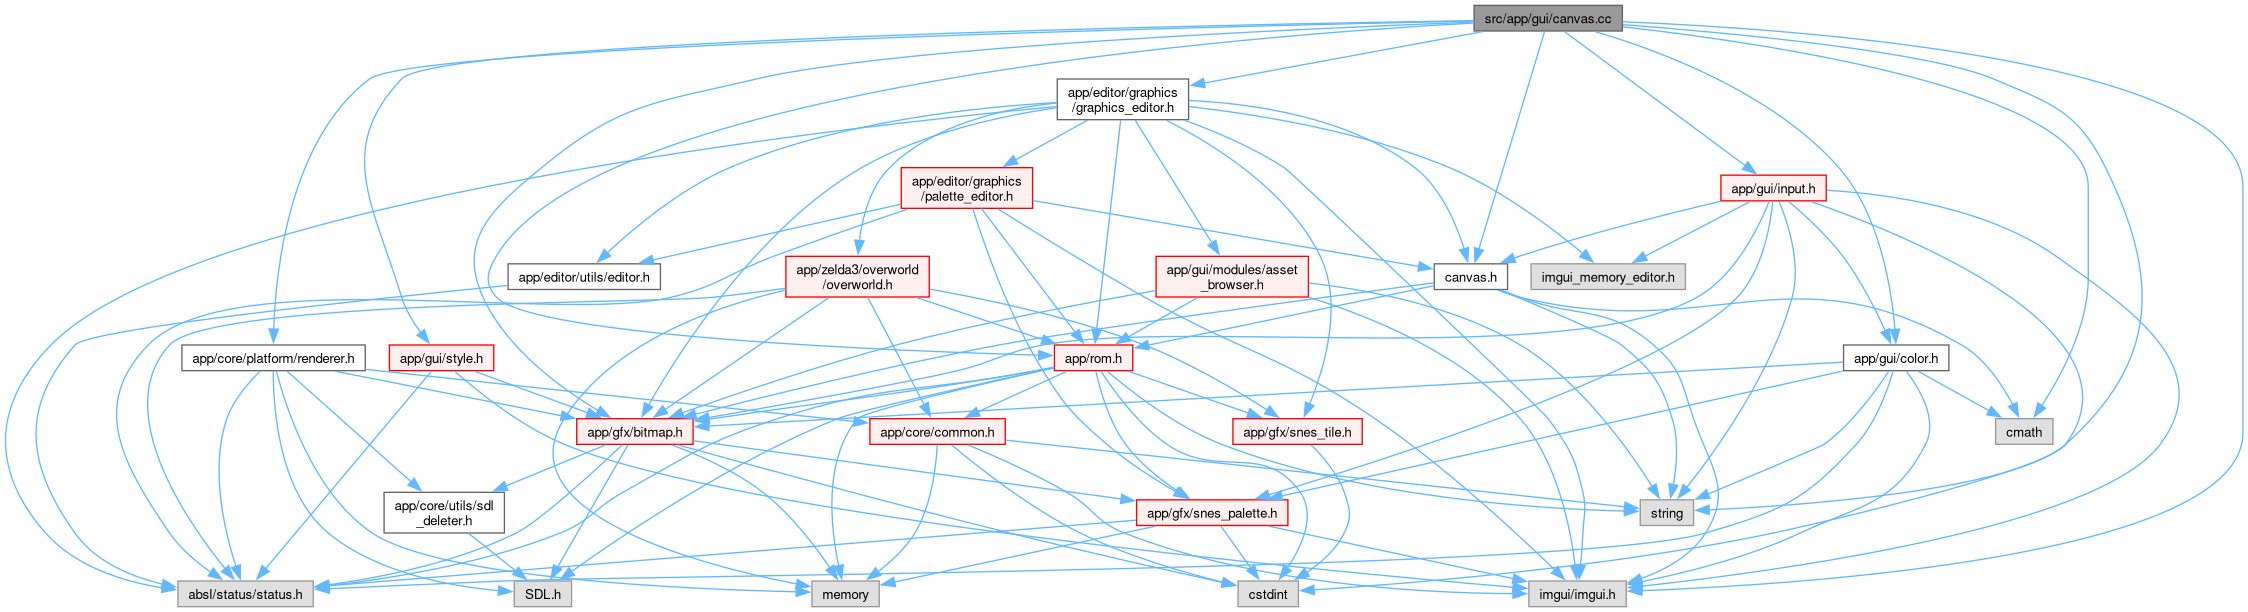 src/app/gui/canvas.cc
app/editor/graphics
/graphics_editor.h
app/editor/graphics
/palette_editor.h
app/gui/input.h
app/zelda3/overworld
/overworld.h
app/gui/modules/asset
_browser.h
app/editor/utils/editor.h
canvas.h
imgui_memory_editor.h
app/core/platform/renderer.h
app/gui/style.h
app/rom.h
app/gui/color.h
app/gfx/bitmap.h
app/core/common.h
app/gfx/snes_tile.h
cmath
app/core/utils/sdl
_deleter.h
app/gfx/snes_palette.h
string
absl/status/status.h
SDL.h
memory
cstdint
imgui/imgui.h